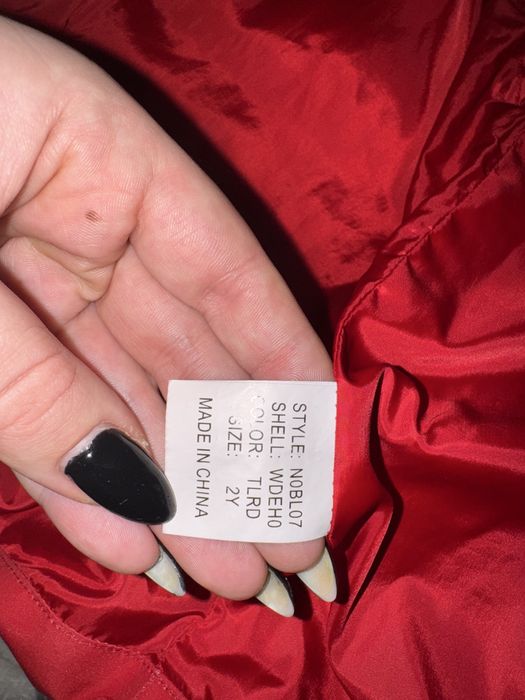 STYLE: N0BL07
SHELL: WDEH0
COLOR: TLRD
SIZE: 2Y
MADE IN CHINA